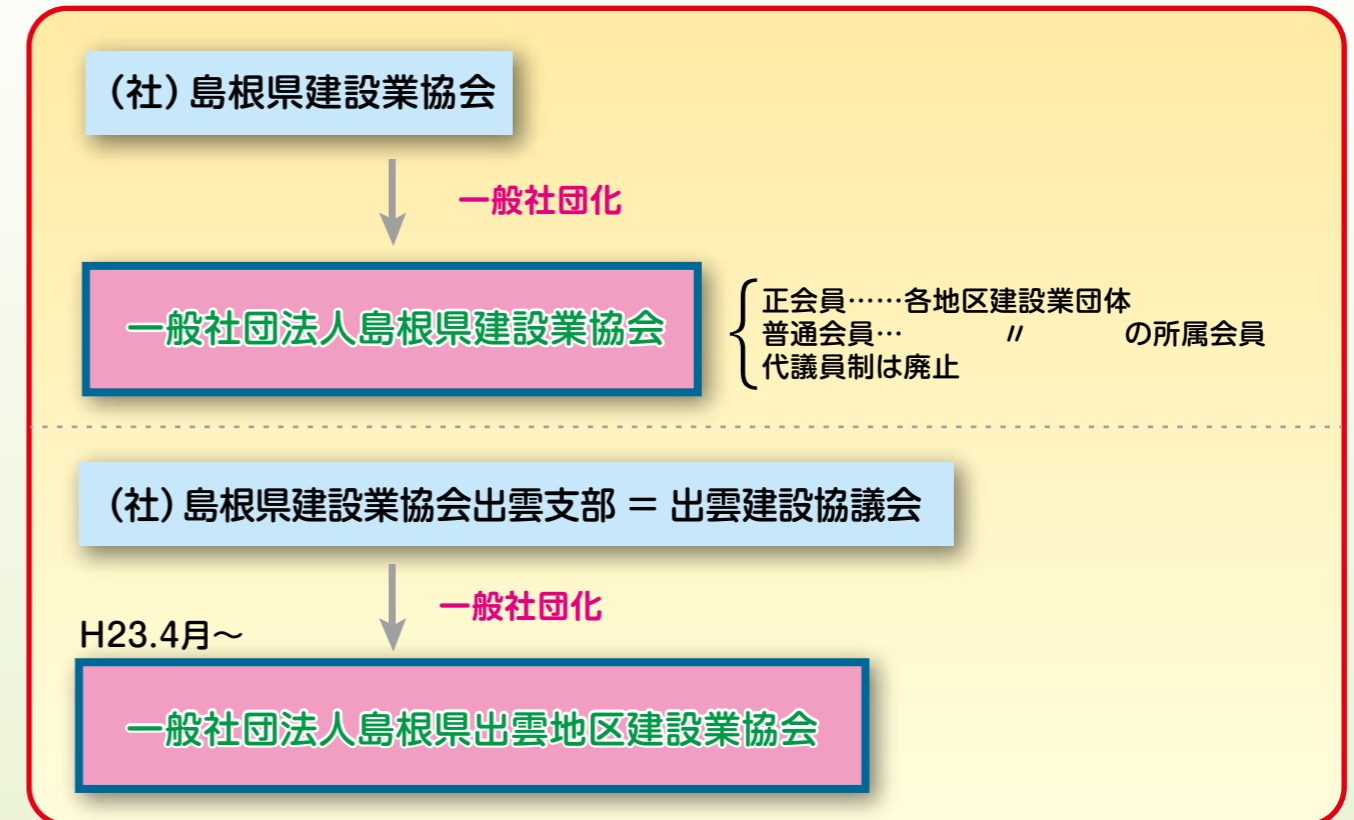 (社)島根県建設業協会
一般社団化
一般社団法人島根県建設業協会
正会員……各地区建設業団体
普通会員… 〃 の所属会員
代議員制は廃止
(社)島根県建設業協会出雲支部 = 出雲建設協議会
一般社団化
H23.4月~
一般社団法人島根県出雲地区建設業協会